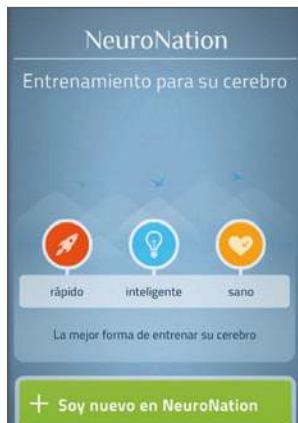 NeuroNation
Entrenamiento para su cerebro
rápido
inteligente
sano
La mejor forma de entrenar su cerebro
+ Soy nuevo en NeuroNation